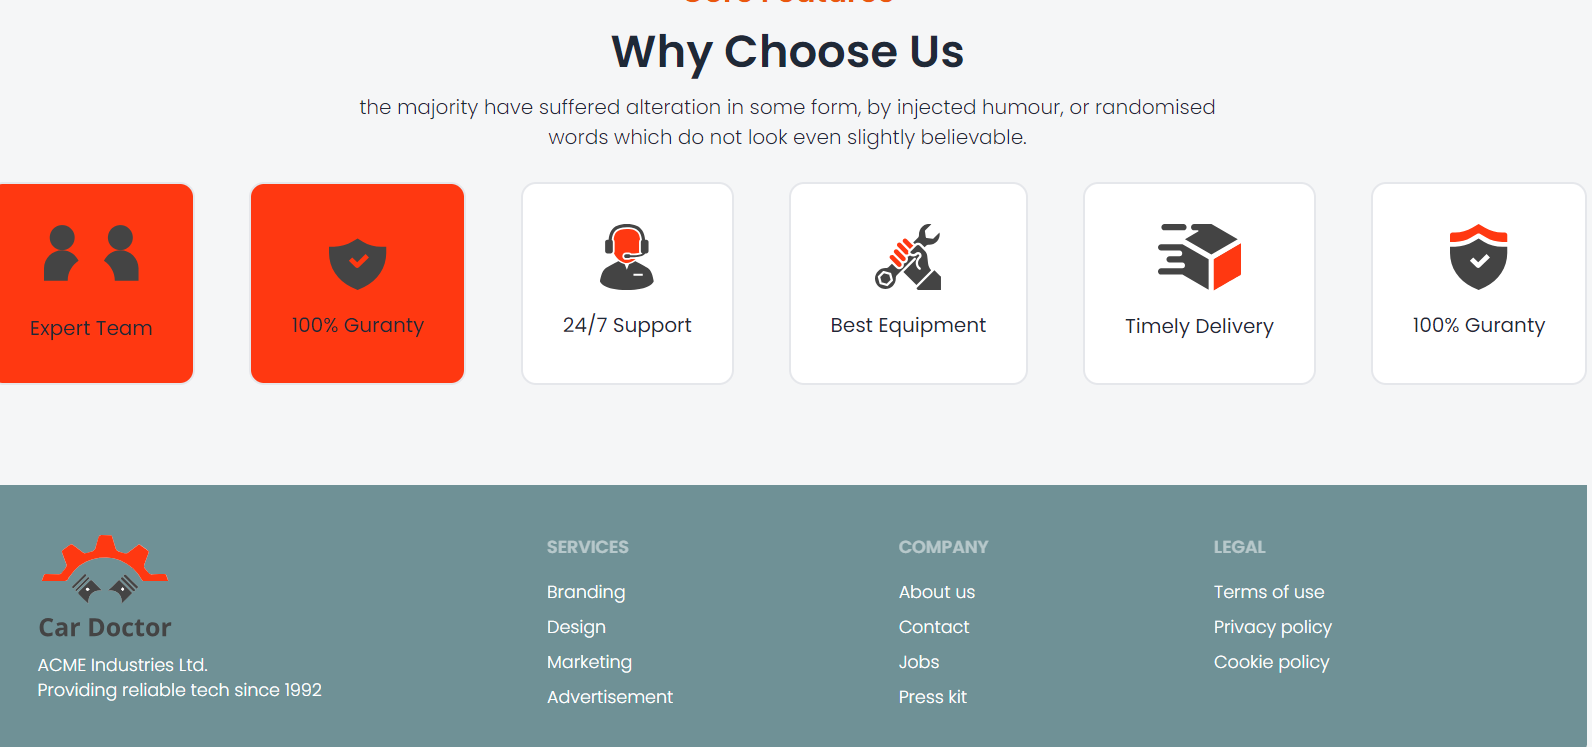 Core Features
Why Choose Us
the majority have suffered alteration in some form, by injected humour, or randomised
words which do not look even slightly believable.
Expert Team
100% Guranty
24/7 Support
Best Equipment
Timely Delivery
100% Guranty
Car Doctor
ACME Industries Ltd.
Providing reliable tech since 1992
SERVICES
Branding
Design
Marketing
Advertisement
COMPANY
About us
Contact
Jobs
Press kit
LEGAL
Terms of use
Privacy policy
Cookie policy